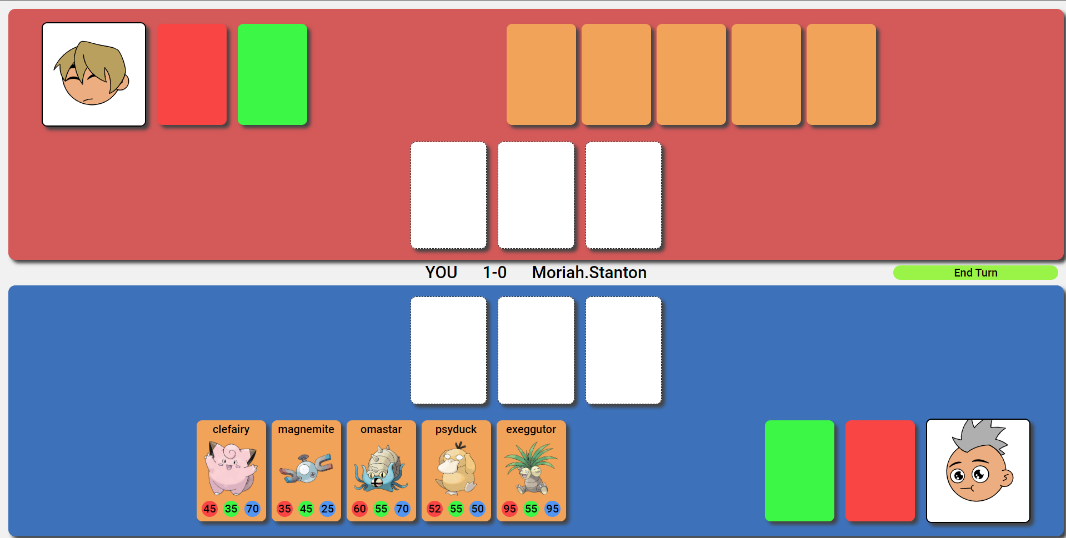 YOU 1-0 Moriah.Stanton
End Turn
clefairy magnemite omastar psyduck exeggutor
45 35 70 35 45 25 60 55 70 52 55 50 95 55 95